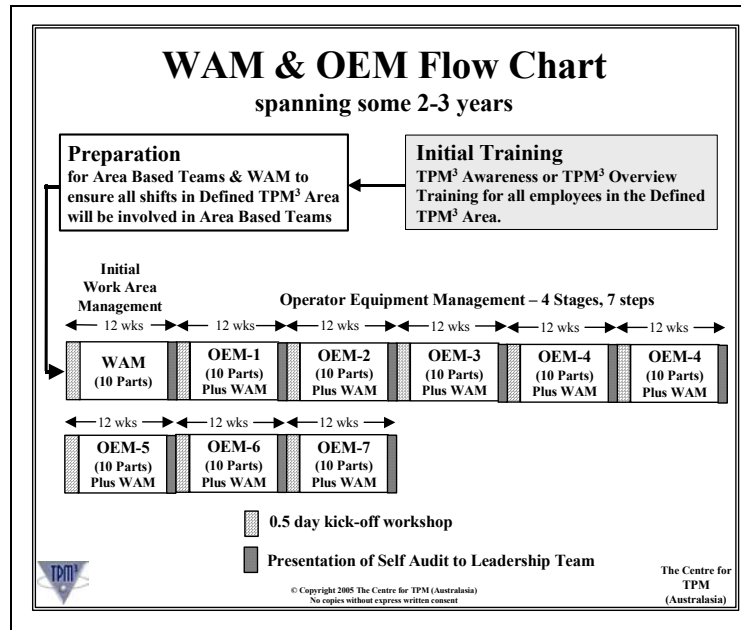 WAM & OEM Flow Chart
spanning some 2-3 years
Preparation
for Area Based Teams & WAM to
ensure all shifts in Defined TPM³ Area
will be involved in Area Based Teams
Initial Training
TPM³ Awareness or TPM³ Overview
Training for all employees in the Defined
TPM³ Area.
Initial
Work Area
Management
Operator Equipment Management – 4 Stages, 7 steps
12 wks 12 wks 12 wks 12 wks 12 wks 12 wks
WAM OEM-1 OEM-2 OEM-3 OEM-4 OEM-4
(10 Parts) (10 Parts) (10 Parts) (10 Parts) (10 Parts) (10 Parts)
Plus WAM Plus WAM Plus WAM Plus WAM Plus WAM
12 wks 12 wks 12 wks
OEM-5 OEM-6 OEM-7
(10 Parts) (10 Parts) (10 Parts)
Plus WAM Plus WAM Plus WAM
0.5 day kick-off workshop
Presentation of Self Audit to Leadership Team
TPM³
© Copyright 2005 The Centre for TPM (Australasia)
No copies without express written consent
The Centre for
TPM
(Australasia)